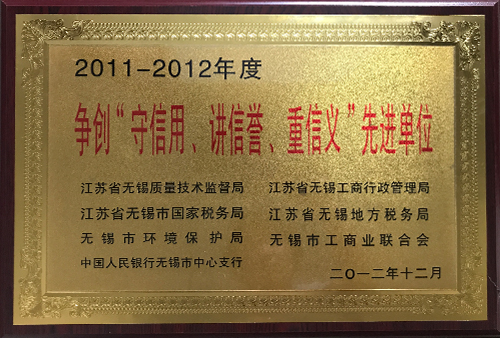 2011-2012年度
争创“守信用、讲信誉、重信义”先进单位
江苏省无锡质量技术监督局 江苏省无锡工商行政管理局
江苏省无锡市国家税务局 江苏省无锡地方税务局
无锡市环境保护局 无锡市工商业联合会
中国人民银行无锡市中心支行
二〇一二年十二月